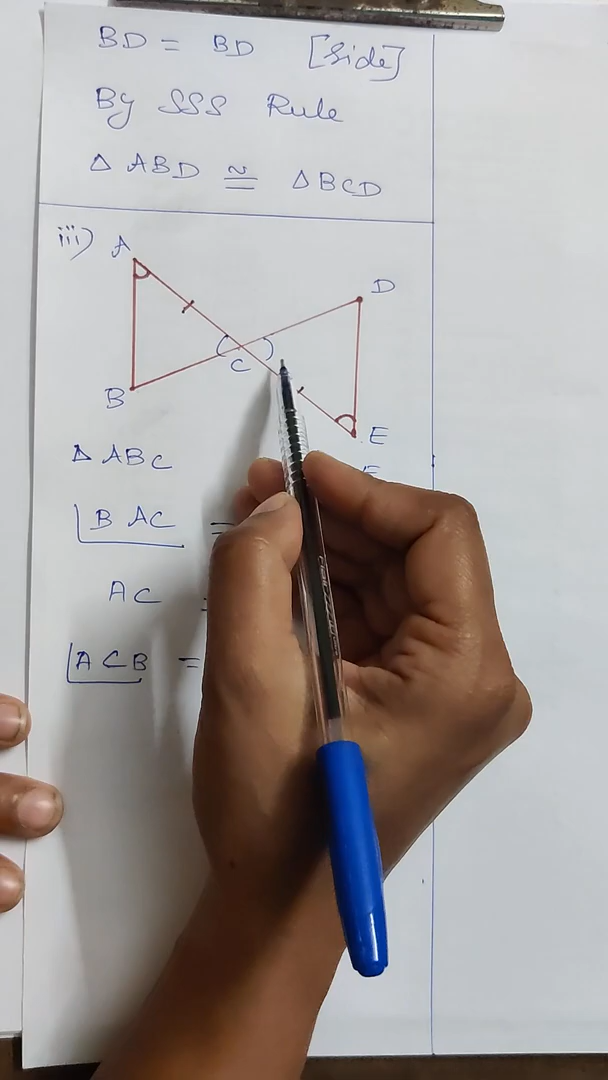 BD = BD [Side]
By SSS Rule
△ ABD ≅ △ BCD
iii)
A
D
C
B
E
△ ABC
∠BAC =
AC =
∠ACB =